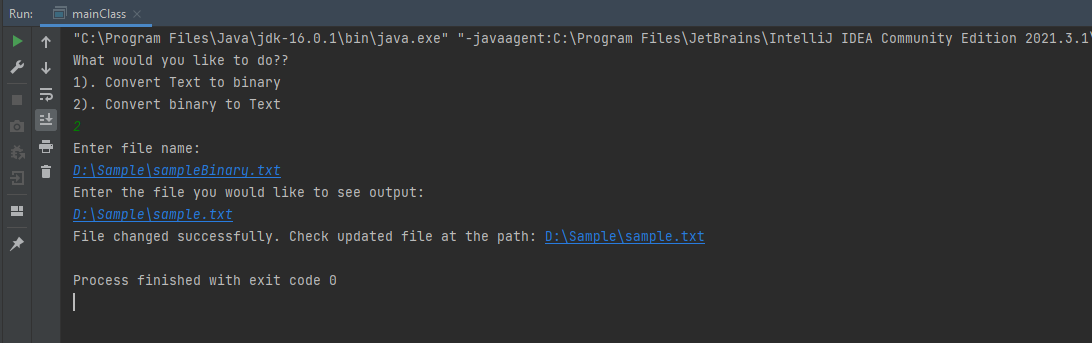 Run: mainClass
"C:\Program Files\Java\jdk-16.0.1\bin\java.exe" "-javaagent:C:\Program Files\JetBrains\IntelliJ IDEA Community Edition 2021.3.1\
What would you like to do??
1). Convert Text to binary
2). Convert binary to Text
2
Enter file name:
D:\Sample\sampleBinary.txt
Enter the file you would like to see output:
D:\Sample\sample.txt
File changed successfully. Check updated file at the path: D:\Sample\sample.txt
Process finished with exit code 0